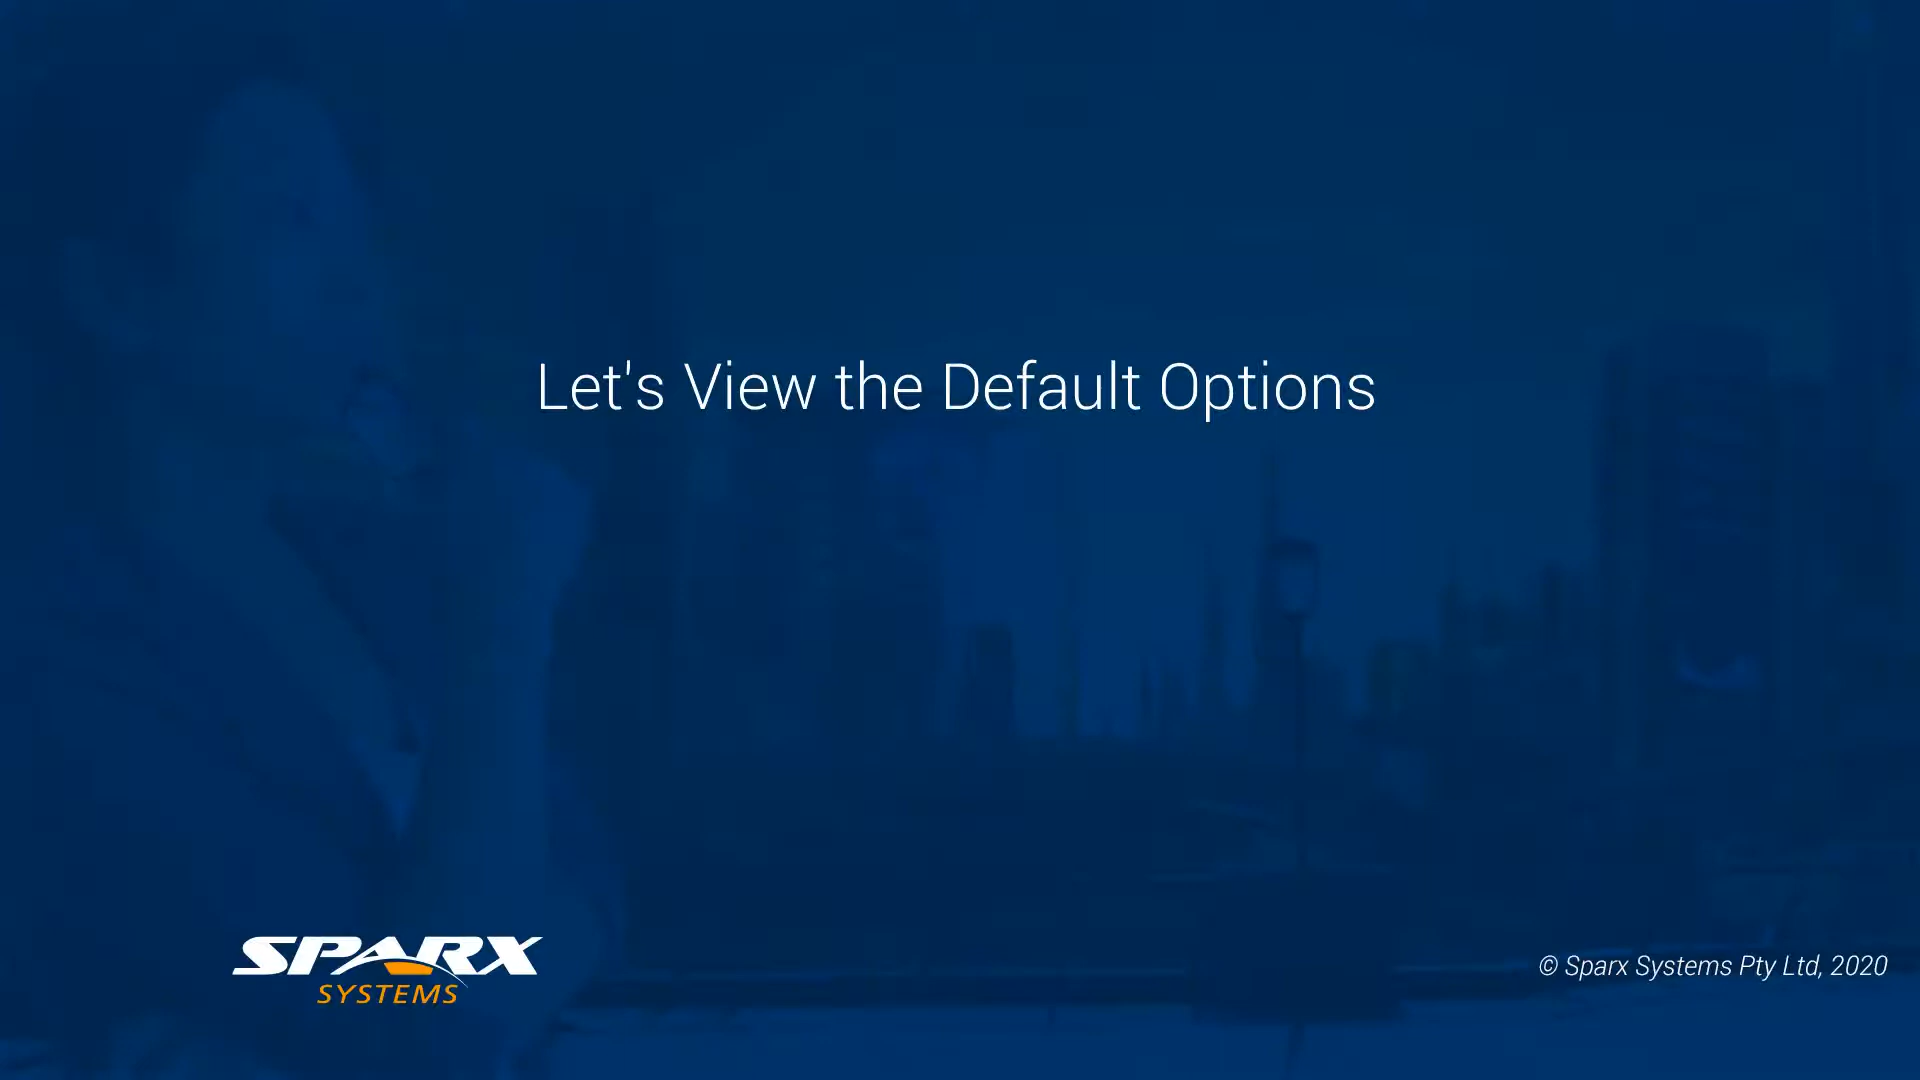 Let's View the Default Options
SPARX
SYSTEMS
© Sparx Systems Pty Ltd, 2020